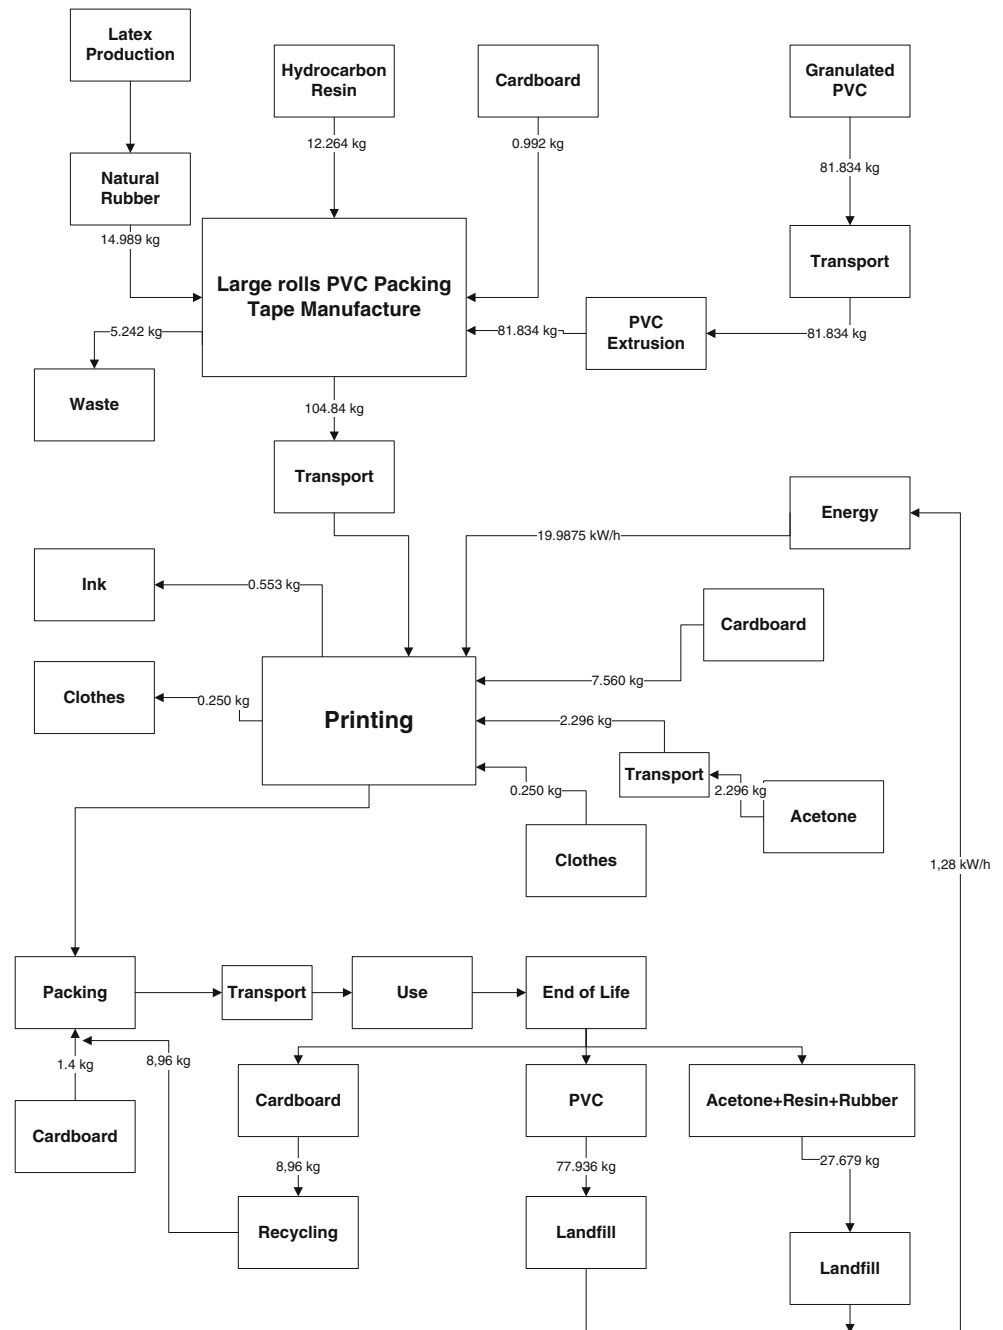 Latex
Production
Hydrocarbon
Resin
Cardboard
Granulated
PVC
12.264 kg
0.992 kg
81.834 kg
Natural
Rubber
14.989 kg
Large rolls PVC Packing
Tape Manufacture
Transport
5.242 kg
81.834 kg
PVC
Extrusion
81.834 kg
Waste
104.84 kg
Transport
Energy
19.9875 kW/h
Ink
0.553 kg
Cardboard
7.560 kg
Clothes
0.250 kg
Printing
2.296 kg
Transport
2.296 kg
Acetone
0.250 kg
Clothes
1,28 kW/h
Packing
Transport
Use
End of Life
1.4 kg
8,96 kg
Cardboard
Cardboard
PVC
Acetone+Resin+Rubber
8,96 kg
77.936 kg
27.679 kg
Recycling
Landfill
Landfill